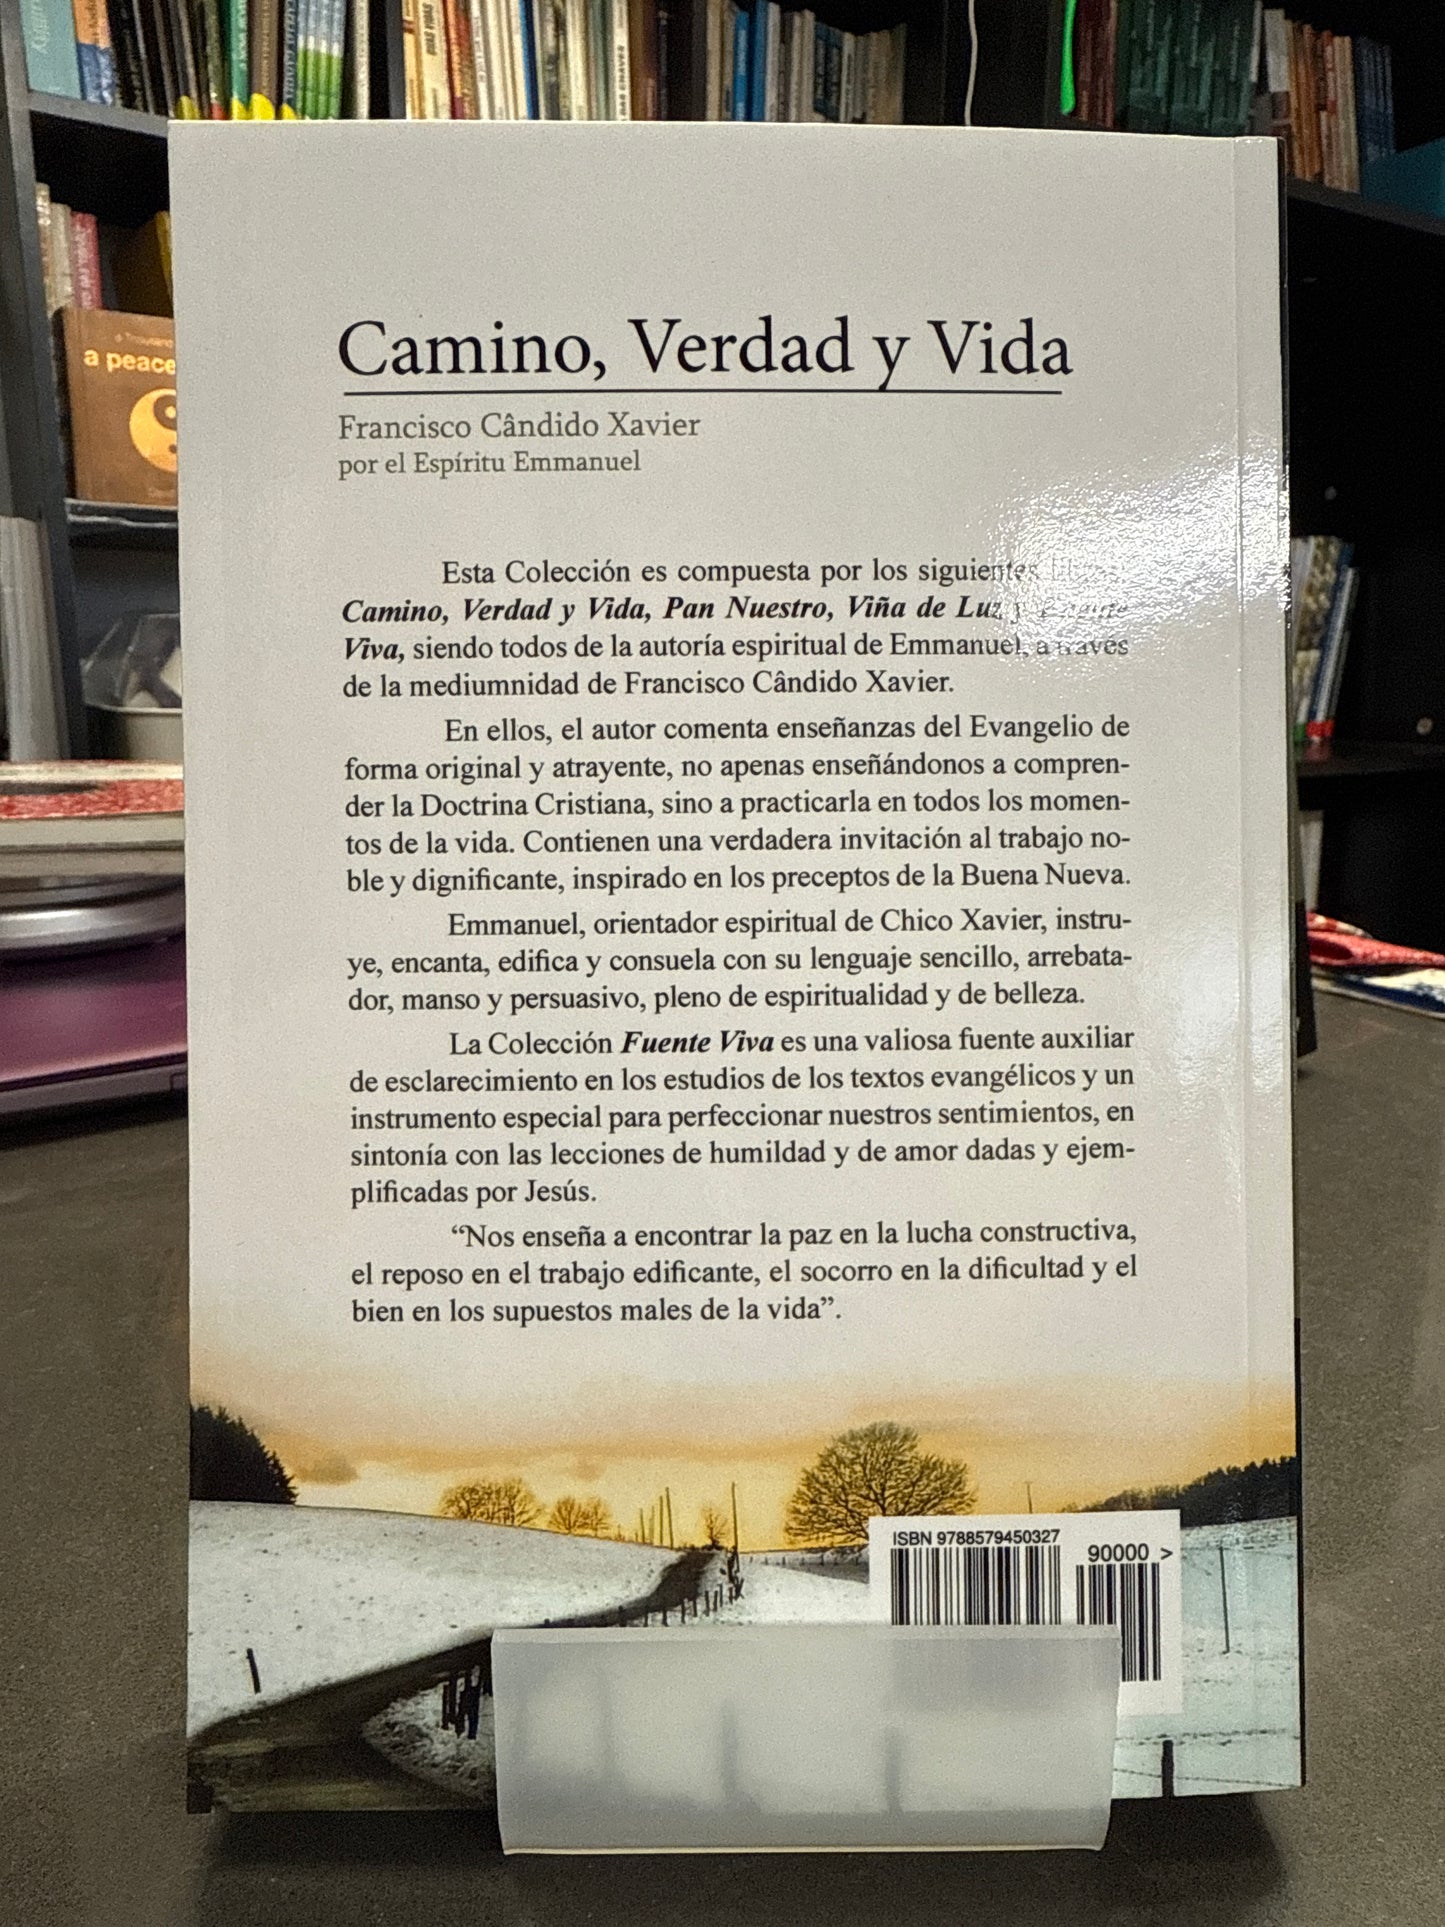 Camino, Verdad y Vida
Francisco Cândido Xavier
por el Espíritu Emmanuel
Esta Colección es compuesta por los siguientes
Camino, Verdad y Vida, Pan Nuestro, Viña de Luz y
Viva, siendo todos de la autoría espiritual de Emmanuel, a través
de la mediumnidad de Francisco Cândido Xavier.
En ellos, el autor comenta enseñanzas del Evangelio de
forma original y atrayente, no apenas enseñándonos a compren-
der la Doctrina Cristiana, sino a practicarla en todos los momen-
tos de la vida. Contienen una verdadera invitación al trabajo no-
ble y dignificante, inspirado en los preceptos de la Buena Nueva.
Emmanuel, orientador espiritual de Chico Xavier, instru-
ye, encanta, edifica y consuela con su lenguaje sencillo, arrebata-
dor, manso y persuasivo, pleno de espiritualidad y de belleza.
La Colección Fuente Viva es una valiosa fuente auxiliar
de esclarecimiento en los estudios de los textos evangélicos y un
instrumento especial para perfeccionar nuestros sentimientos, en
sintonía con las lecciones de humildad y de amor dadas y ejem-
plificadas por Jesús.
“Nos enseña a encontrar la paz en la lucha constructiva,
el reposo en el trabajo edificante, el socorro en la dificultad y el
bien en los supuestos males de la vida”.
ISBN 9788579450327
90000 >
a peace